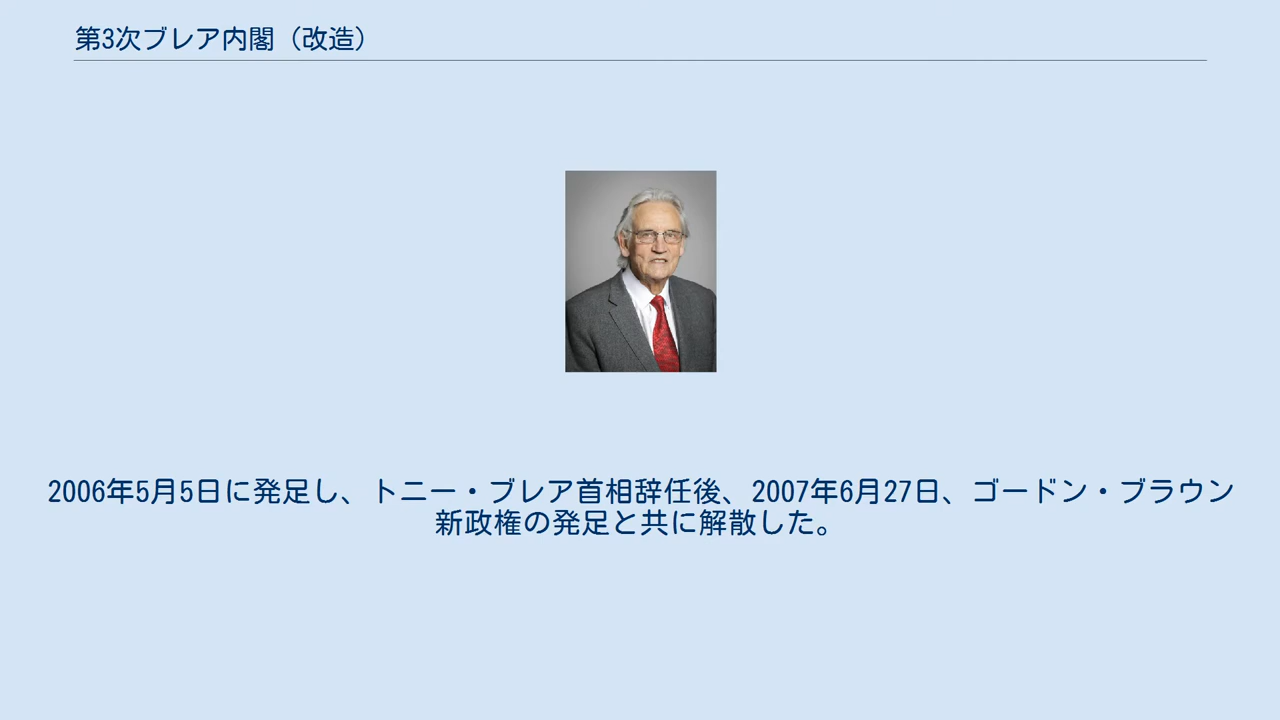 第3次ブレア内閣（改造）
2006年5月5日に発足し、トニー・ブレア首相辞任後、2007年6月27日、ゴードン・ブラウン
新政権の発足と共に解散した。